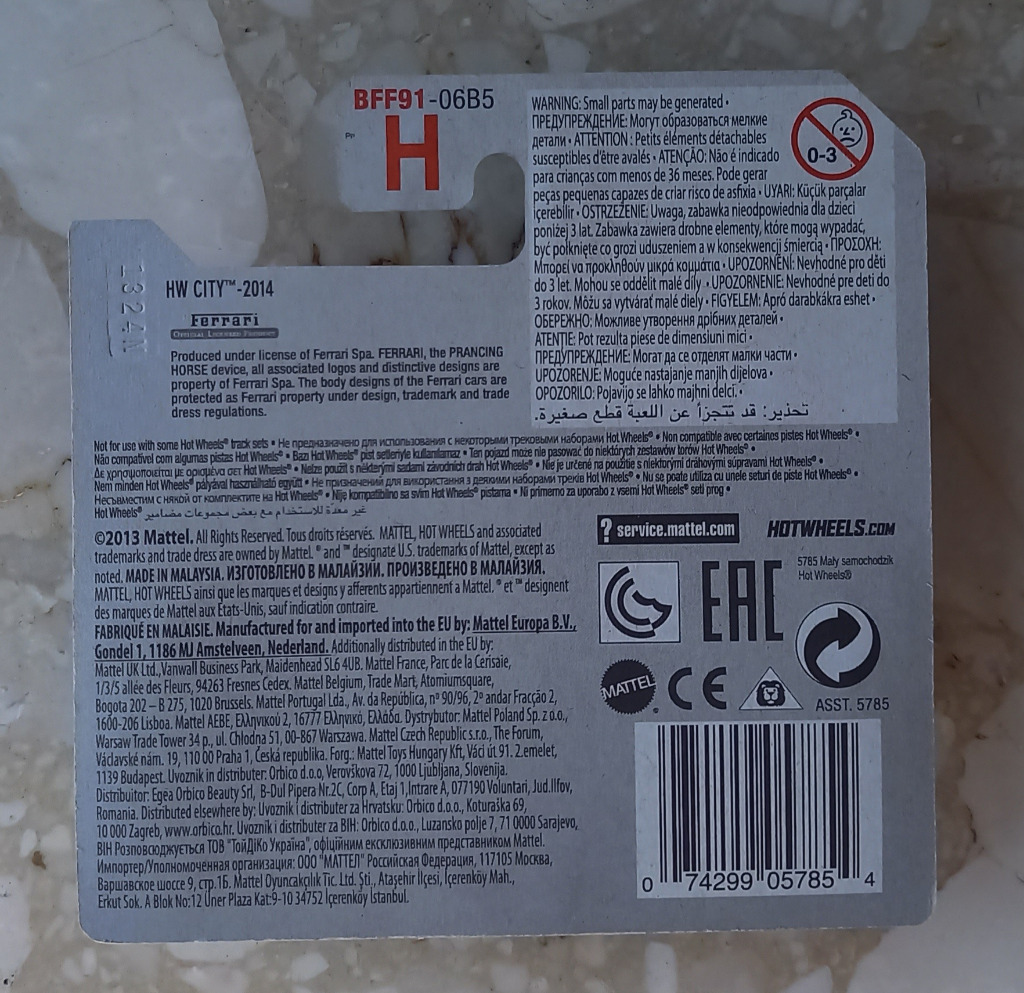 BFF91-06B5
H
WARNING: Small parts may be generated •
ПРЕДУПРЕЖДЕНИЕ: Могут образоваться мелкие
детали • ATTENTION : Petits éléments détachables
susceptibles d'être avalés • ATENÇÃO: Não é indicado
para crianças com menos de 36 meses. Pode gerar
peças pequenas capazes de criar risco de asfixia • UYARI: Küçük parçalar
içerebilir • OSTRZEŻENIE: Uwaga, zabawka nieodpowiednia dla dzieci
poniżej 3 lat. Zabawka zawiera drobne elementy, które mogą wypadać,
być połknięte co grozi uduszeniem a w konsekwencji śmiercią • ΠΡΟΣΟΧΗ:
Μπορεί να προκληθούν μικρά κομμάτια • UPOZORNĚNÍ: Nevhodné pro děti
do 3 let. Mohou se oddělit malé díly • UPOZORNENIE: Nevhodné pre deti do
3 rokov. Môžu sa vytvárať malé diely • FIGYELEM: Apró darabkákra eshet •
ОБЕРЕЖНО: Можливе утворення дрібних деталей •
ATENŢIE: Pot rezulta piese de dimensiuni mici •
ПРЕДУПРЕЖДЕНИЕ: Могат да се отделят малки части •
UPOZORENJE: Moguće nastajanje manjih dijelova •
OPOZORILO: Pojavijo se lahko majhni delci. •
تحذير: قد تتجزأ عن اللعبة قطع صغيرة.
0-3
1324N
HW CITY™-2014
Ferrari
Official Licensed Product
Produced under license of Ferrari Spa. FERRARI, the PRANCING
HORSE device, all associated logos and distinctive designs are
property of Ferrari Spa. The body designs of the Ferrari cars are
protected as Ferrari property under design, trademark and trade
dress regulations.
Not for use with some Hot Wheels® track sets • Не предназначено для использования с некоторыми трековыми наборами Hot Wheels® • Non compatible avec certaines pistes Hot Wheels® •
Não compatível com algumas pistas Hot Wheels® • Bazı Hot Wheels® pist setleriyle kullanılamaz • Ten pojazd może nie pasować do niektórych zestawów torów Hot Wheels® •
Δε χρησιμοποιείται με ορισμένα σετ Hot Wheels® • Nelze použít s některými sadami závodních drah Hot Wheels® • Nie je určené na použitie s niektorými dráhovými súpravami Hot Wheels® •
Nem minden Hot Wheels® pályával használható együtt • Не призначений для використання з деякими наборами треків Hot Wheels® • Nu se poate utiliza cu unele seturi de piste Hot Wheels® •
Несъвместим с някой от комплектите на Hot Wheels® • Nije kompatibilno sa svim Hot Wheels® pistama • Ni primerno za uporabo z vsemi Hot Wheels® seti prog •
غير معدة للاستخدام مع بعض مجموعات مضامير Hot Wheels®
©2013 Mattel. All Rights Reserved. Tous droits réservés. MATTEL, HOT WHEELS and associated
trademarks and trade dress are owned by Mattel. ® and ™ designate U.S. trademarks of Mattel, except as
noted. MADE IN MALAYSIA. ИЗГОТОВЛЕНО В МАЛАЙЗИИ. ПРОИЗВЕДЕНО В МАЛАЙЗИЯ.
MATTEL, HOT WHEELS ainsi que les marques et designs y afferents appartiennent a Mattel. ® et ™ designent
des marques de Mattel aux Etats-Unis, sauf indication contraire.
FABRIQUÉ EN MALAISIE. Manufactured for and imported into the EU by: Mattel Europa B.V.,
Gondel 1, 1186 MJ Amstelveen, Nederland. Additionally distributed in the EU by:
Mattel UK Ltd.,Vanwall Business Park, Maidenhead SL6 4UB. Mattel France, Parc de la Cerisaie,
1/3/5 allée des Fleurs, 94263 Fresnes Cedex. Mattel Belgium, Trade Mart, Atomiumsquare,
Bogota 202 – B 275, 1020 Brussels. Mattel Portugal Lda., Av. da República, nº 90/96, 2º andar Fracção 2,
1600-206 Lisboa. Mattel AEBE, Ελληνικού 2, 16777 Ελληνικό, Ελλάδα. Dystrybutor: Mattel Poland Sp. z o.o.,
Warsaw Trade Tower 34 p., ul. Chłodna 51, 00-867 Warszawa. Mattel Czech Republic s.r.o., The Forum,
Václavské nám. 19, 110 00 Praha 1, Česká republika. Forg.: Mattel Toys Hungary Kft, Váci út 91. 2.emelet,
1139 Budapest. Uvoznik in distributer: Orbico d.o.o, Verovškova 72, 1000 Ljubljana, Slovenija.
Distribuitor: Egea Orbico Beauty Srl, B-Dul Pipera Nr.2C, Corp A, Etaj 1,Intrare A, 077190 Voluntari, Jud.Ilfov,
Romania. Distributed elsewhere by: Uvoznik i distributer za Hrvatsku: Orbico d.o.o., Koturaška 69,
10 000 Zagreb, www.orbico.hr. Uvoznik i distributer za BIH: Orbico d.o.o., Luzansko polje 7, 71 0000 Sarajevo,
BIH Розповсюджується ТОВ "ТойДіКо Україна", офіційним ексклюзивним представником Mattel.
Импортер/Уполномоченная организация: ООО "МАТТЕЛ" Российская Федерация, 117105 Москва,
Варшавское шоссе 9, стр.1Б. Mattel Oyuncakçılık Tic. Ltd. Şti., Ataşehir İlçesi, İçerenköy Mah.,
Erkut Sok. A Blok No:12 Üner Plaza Kat:9-10 34752 İçerenköy İstanbul.
? service.mattel.com
HOTWHEELS.COM
5785 Mały samochodzik
Hot Wheels®
EAC
MATTEL
CE
ASST. 5785
0 74299 05785 4